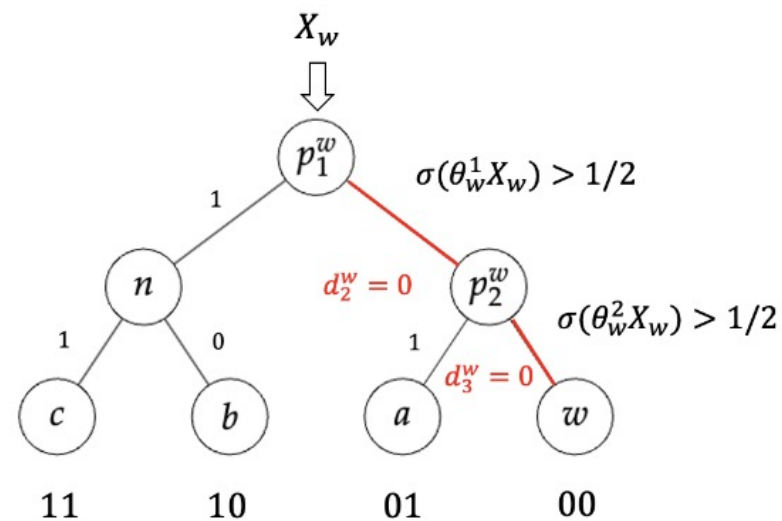 X_w
p_1^w
σ(θ_w^1 X_w) > 1/2
1
n
d_2^w = 0
p_2^w
σ(θ_w^2 X_w) > 1/2
1
0
1
d_3^w = 0
c
b
a
w
11
10
01
00